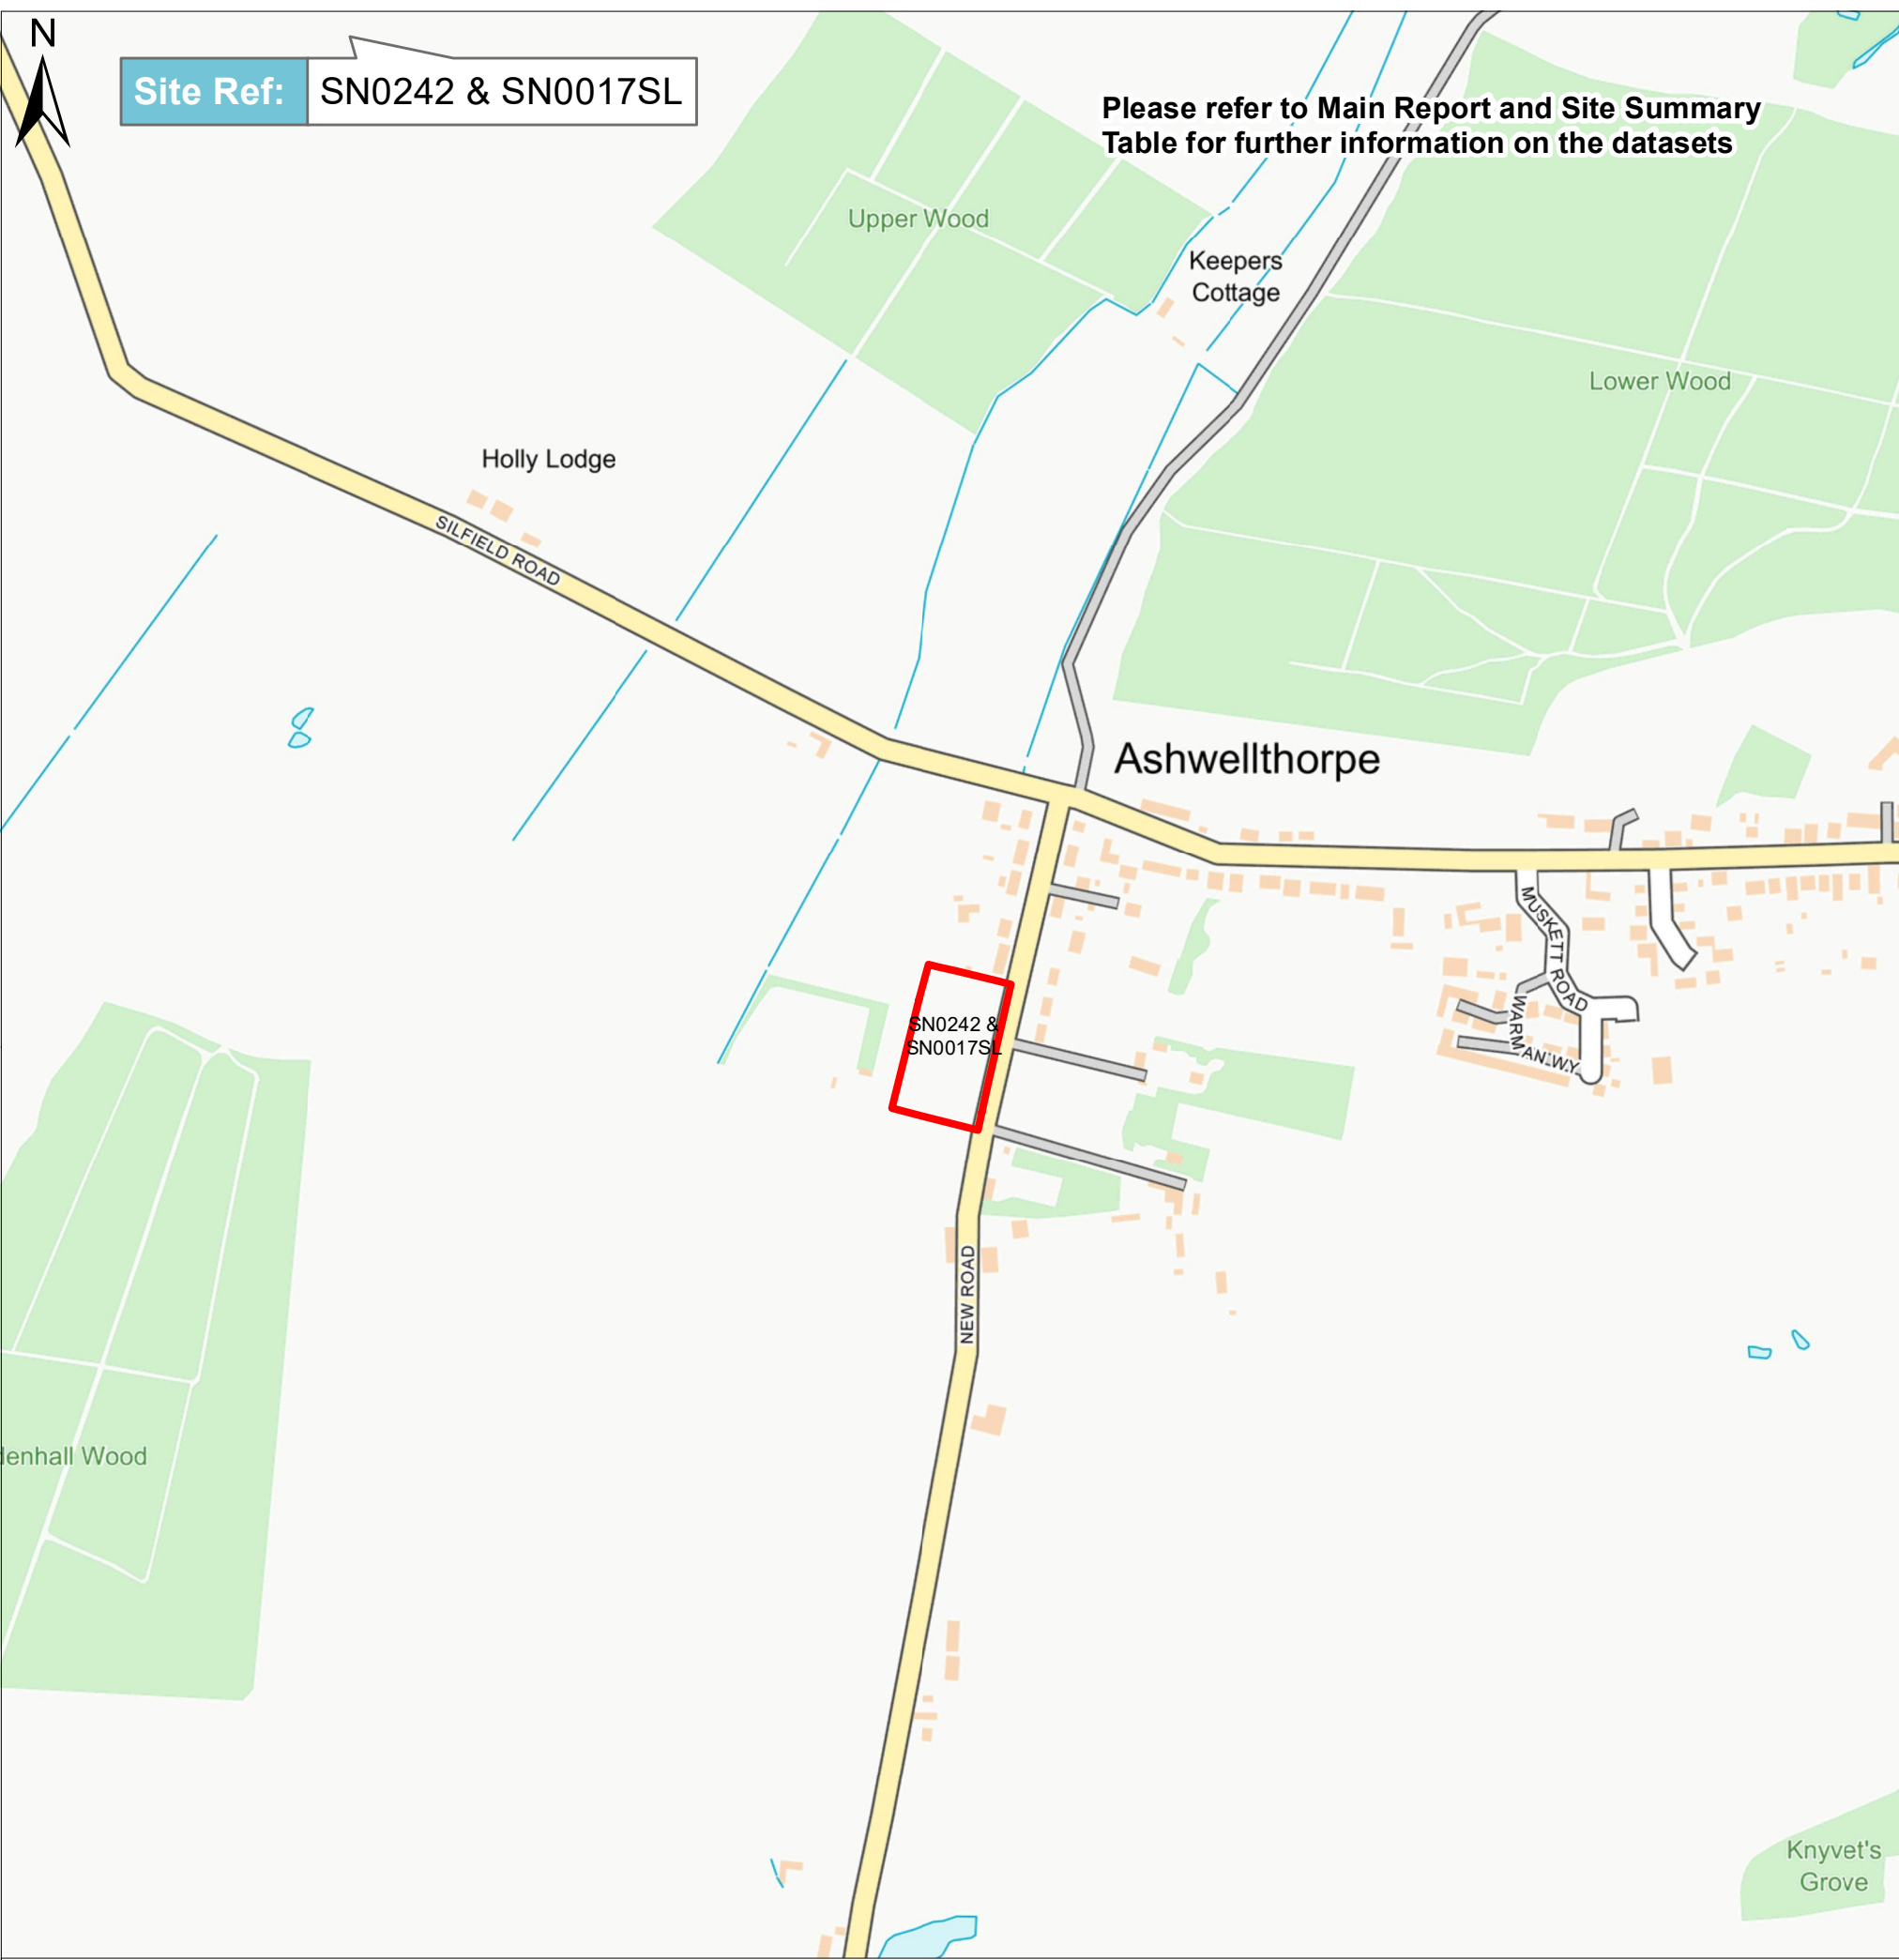 N
Site Ref: SN0242 & SN0017SL
Please refer to Main Report and Site Summary
Table for further information on the datasets
Upper Wood
Keepers
Cottage
Lower Wood
Holly Lodge
SILFIELD ROAD
Ashwellthorpe
MUSKETT ROAD
WARMAN WY
SN0242 &
SN0017SL
NEW ROAD
denhall Wood
Knyvet's
Grove